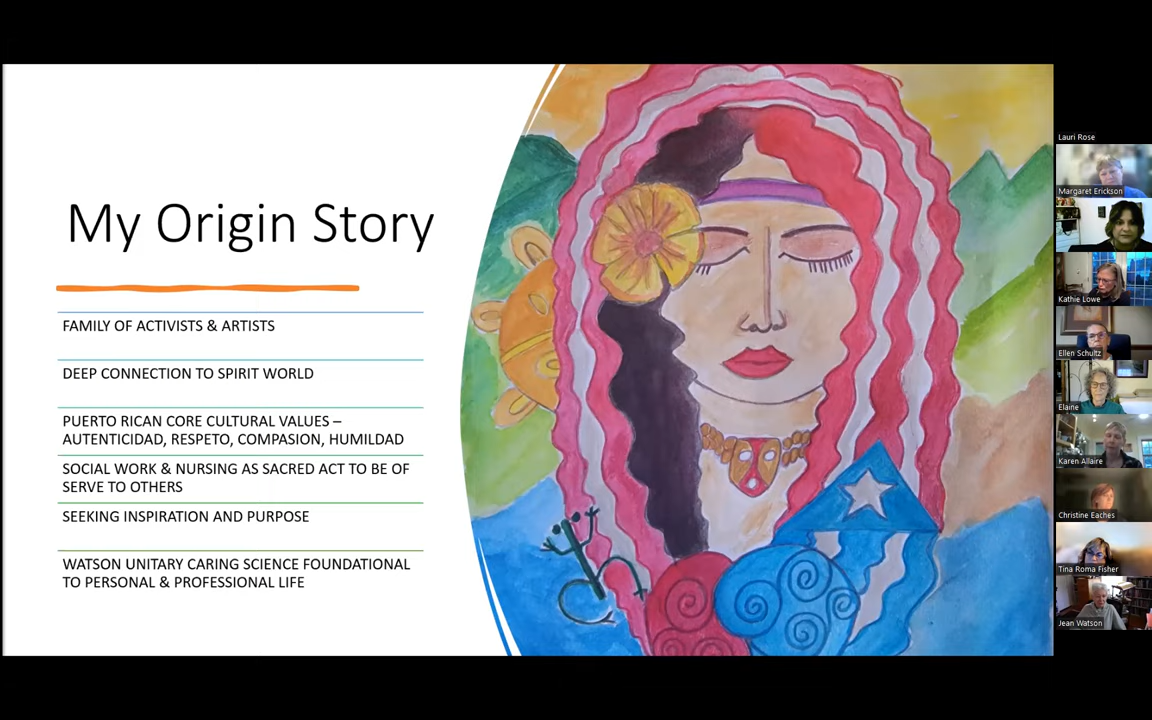 My Origin Story
FAMILY OF ACTIVISTS & ARTISTS
DEEP CONNECTION TO SPIRIT WORLD
PUERTO RICAN CORE CULTURAL VALUES –
AUTENTICIDAD, RESPETO, COMPASION, HUMILDAD
SOCIAL WORK & NURSING AS SACRED ACT TO BE OF
SERVE TO OTHERS
SEEKING INSPIRATION AND PURPOSE
WATSON UNITARY CARING SCIENCE FOUNDATIONAL
TO PERSONAL & PROFESSIONAL LIFE
Lauri Rose
Margaret Erickson
Kathie Lowe
Ellen Schultz
Elaine
Karen Allaire
Christine Eaches
Tina Roma Fisher
Jean Watson